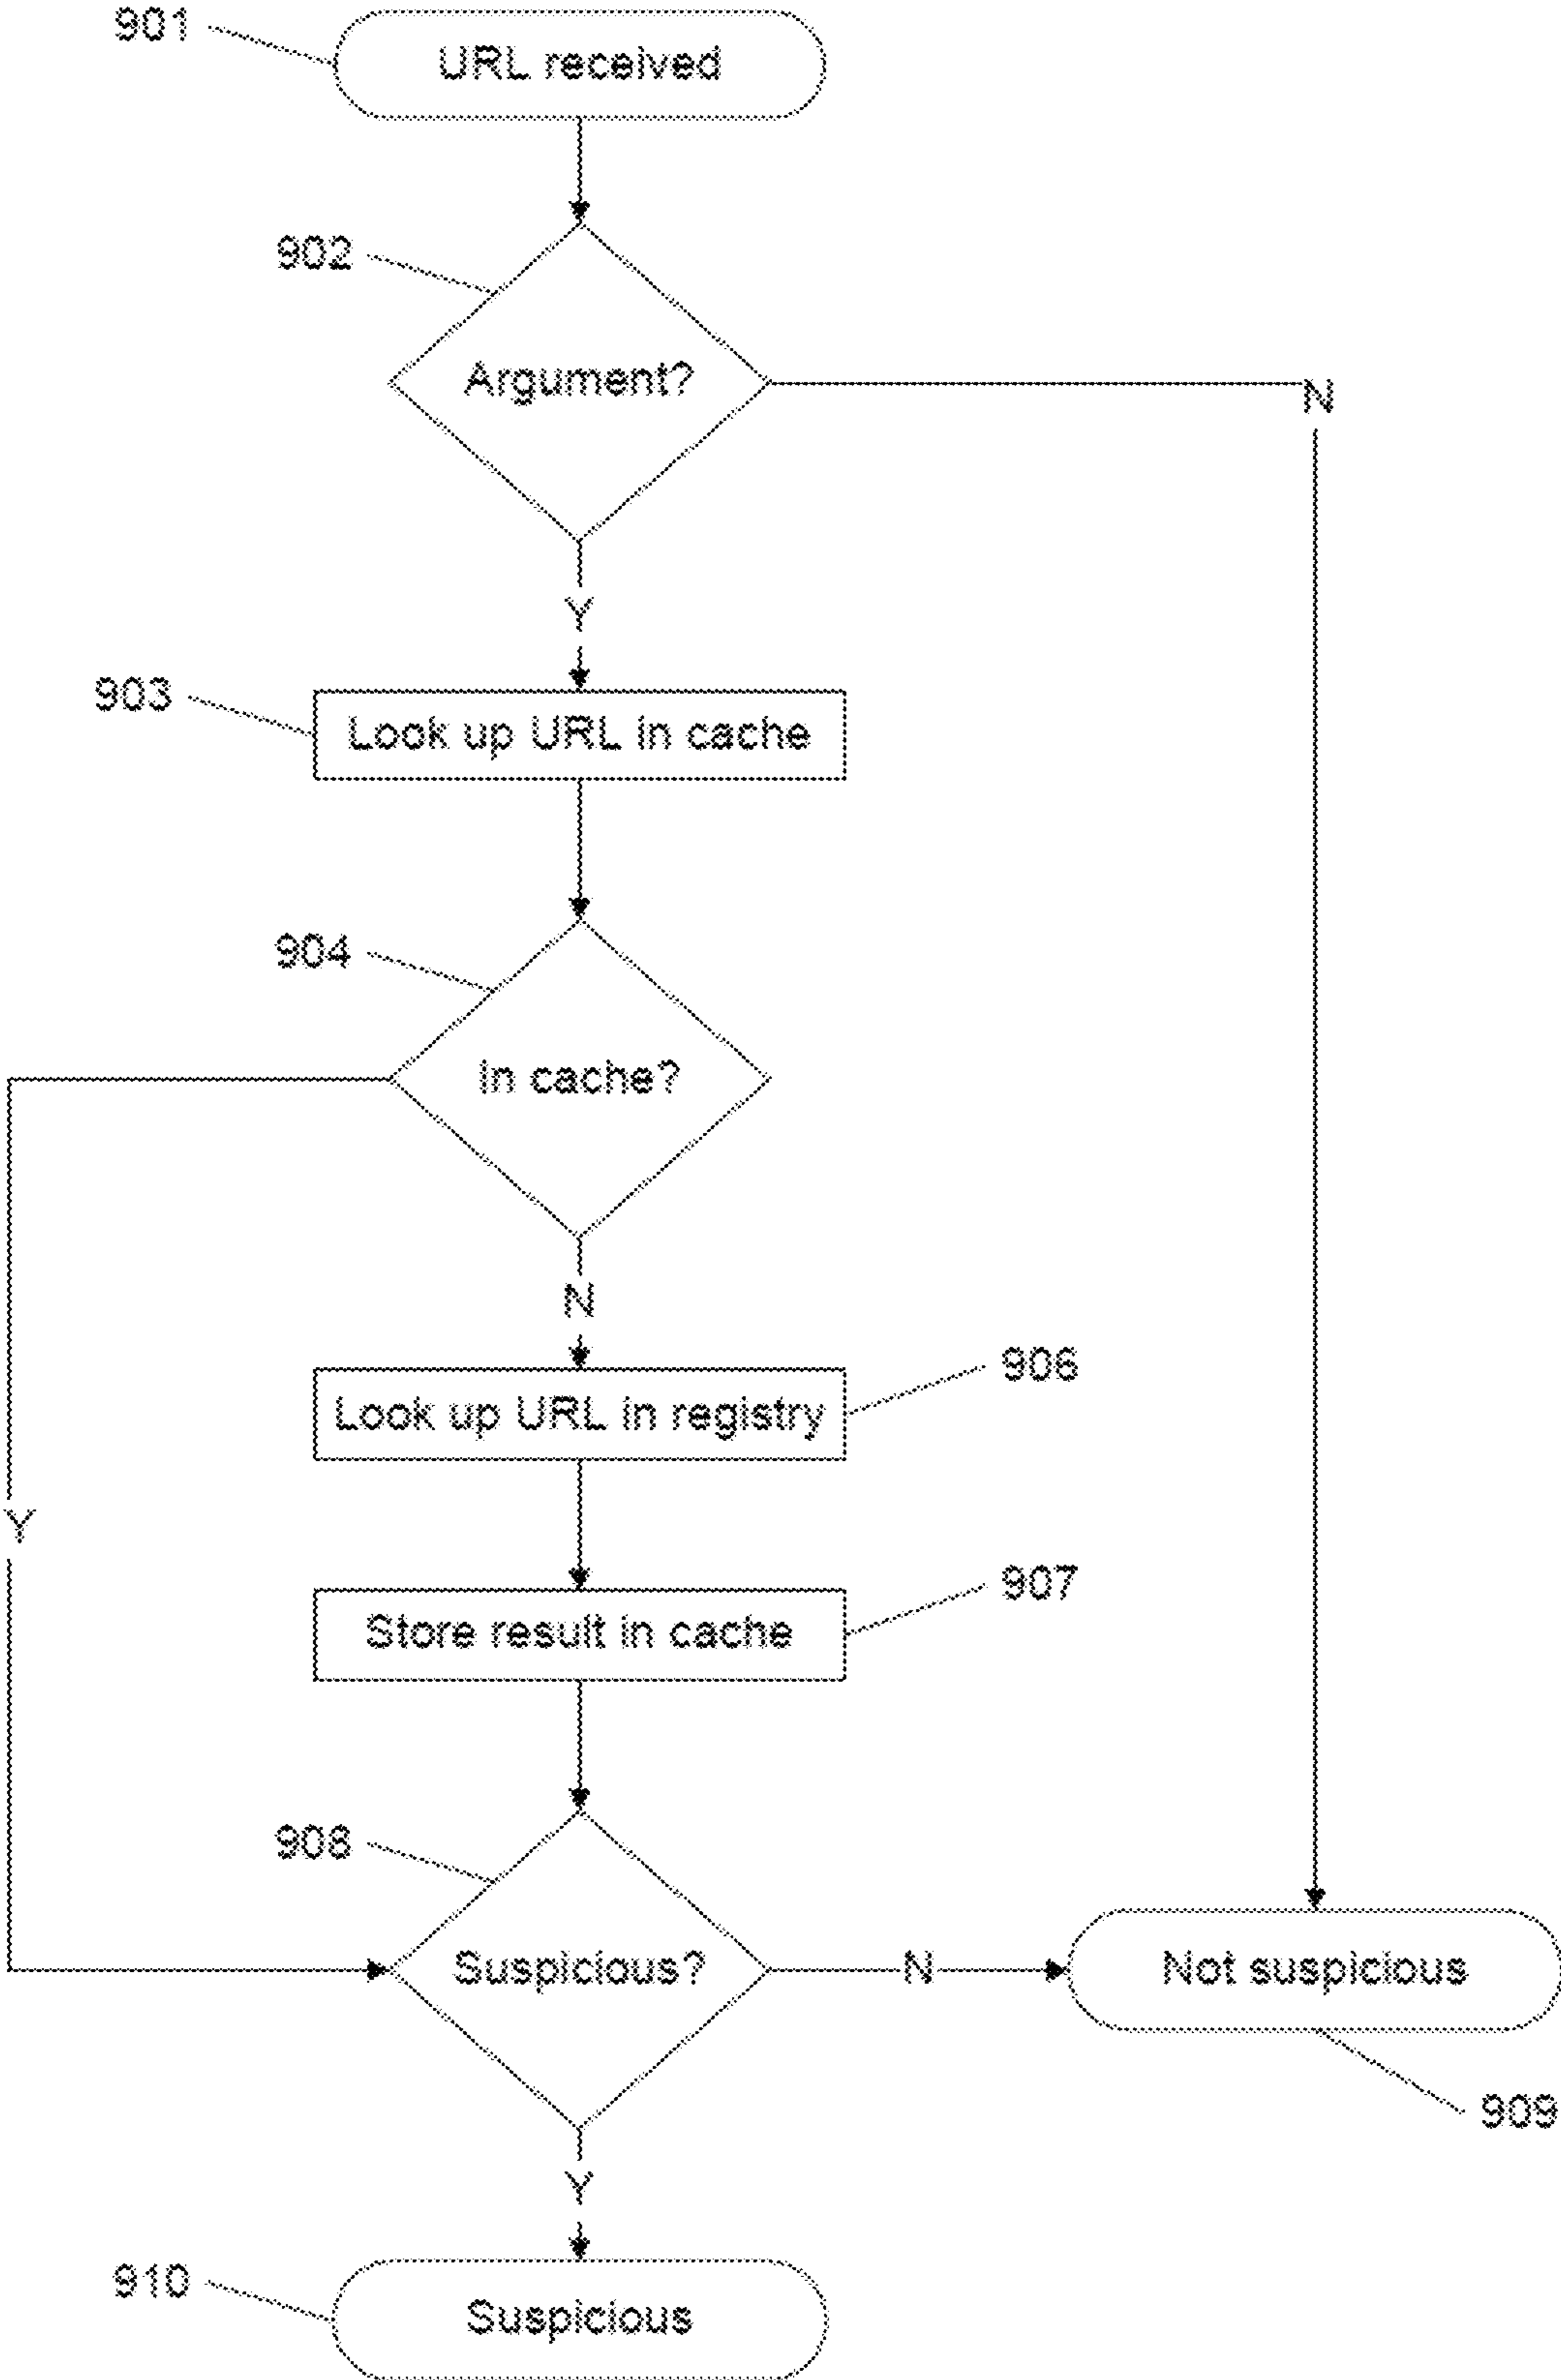 901
URL received
902
Argument?
N
Y
903
Look up URL in cache
904
In cache?
N
906
Look up URL in registry
Y
907
Store result in cache
908
Suspicious?
N
Not suspicious
909
Y
910
Suspicious